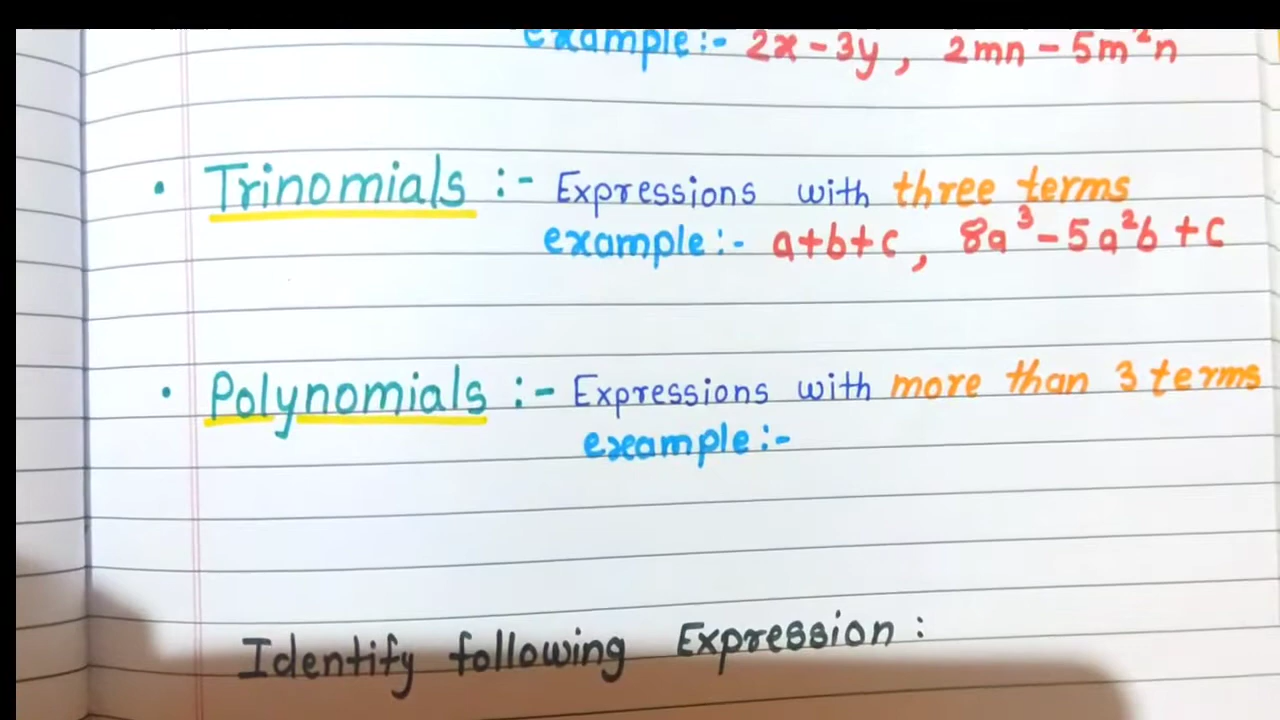 example:- 2x - 3y , 2mn - 5m²n
• Trinomials :- Expressions with three terms
example:- a+b+c , 8a³ - 5a²b + c
• Polynomials :- Expressions with more than 3 terms
example:-
Identify following Expression :